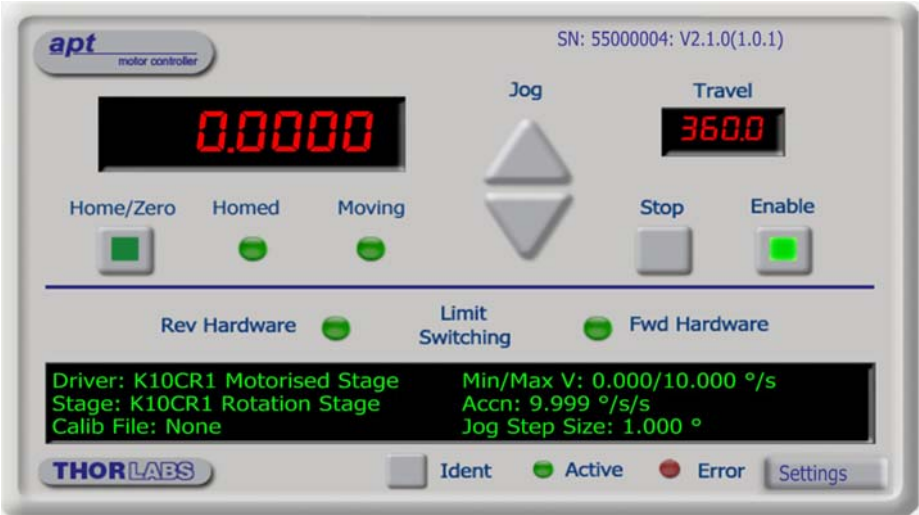 apt
motor controller
SN: 55000004: V2.1.0(1.0.1)
0.0000
Jog
Travel
360.0
Home/Zero
Homed
Moving
Stop
Enable
Rev Hardware
Limit
Switching
Fwd Hardware
Driver: K10CR1 Motorised Stage
Stage: K10CR1 Rotation Stage
Calib File: None
Min/Max V: 0.000/10.000 °/s
Accn: 9.999 °/s/s
Jog Step Size: 1.000 °
THORLABS
Ident
Active
Error
Settings